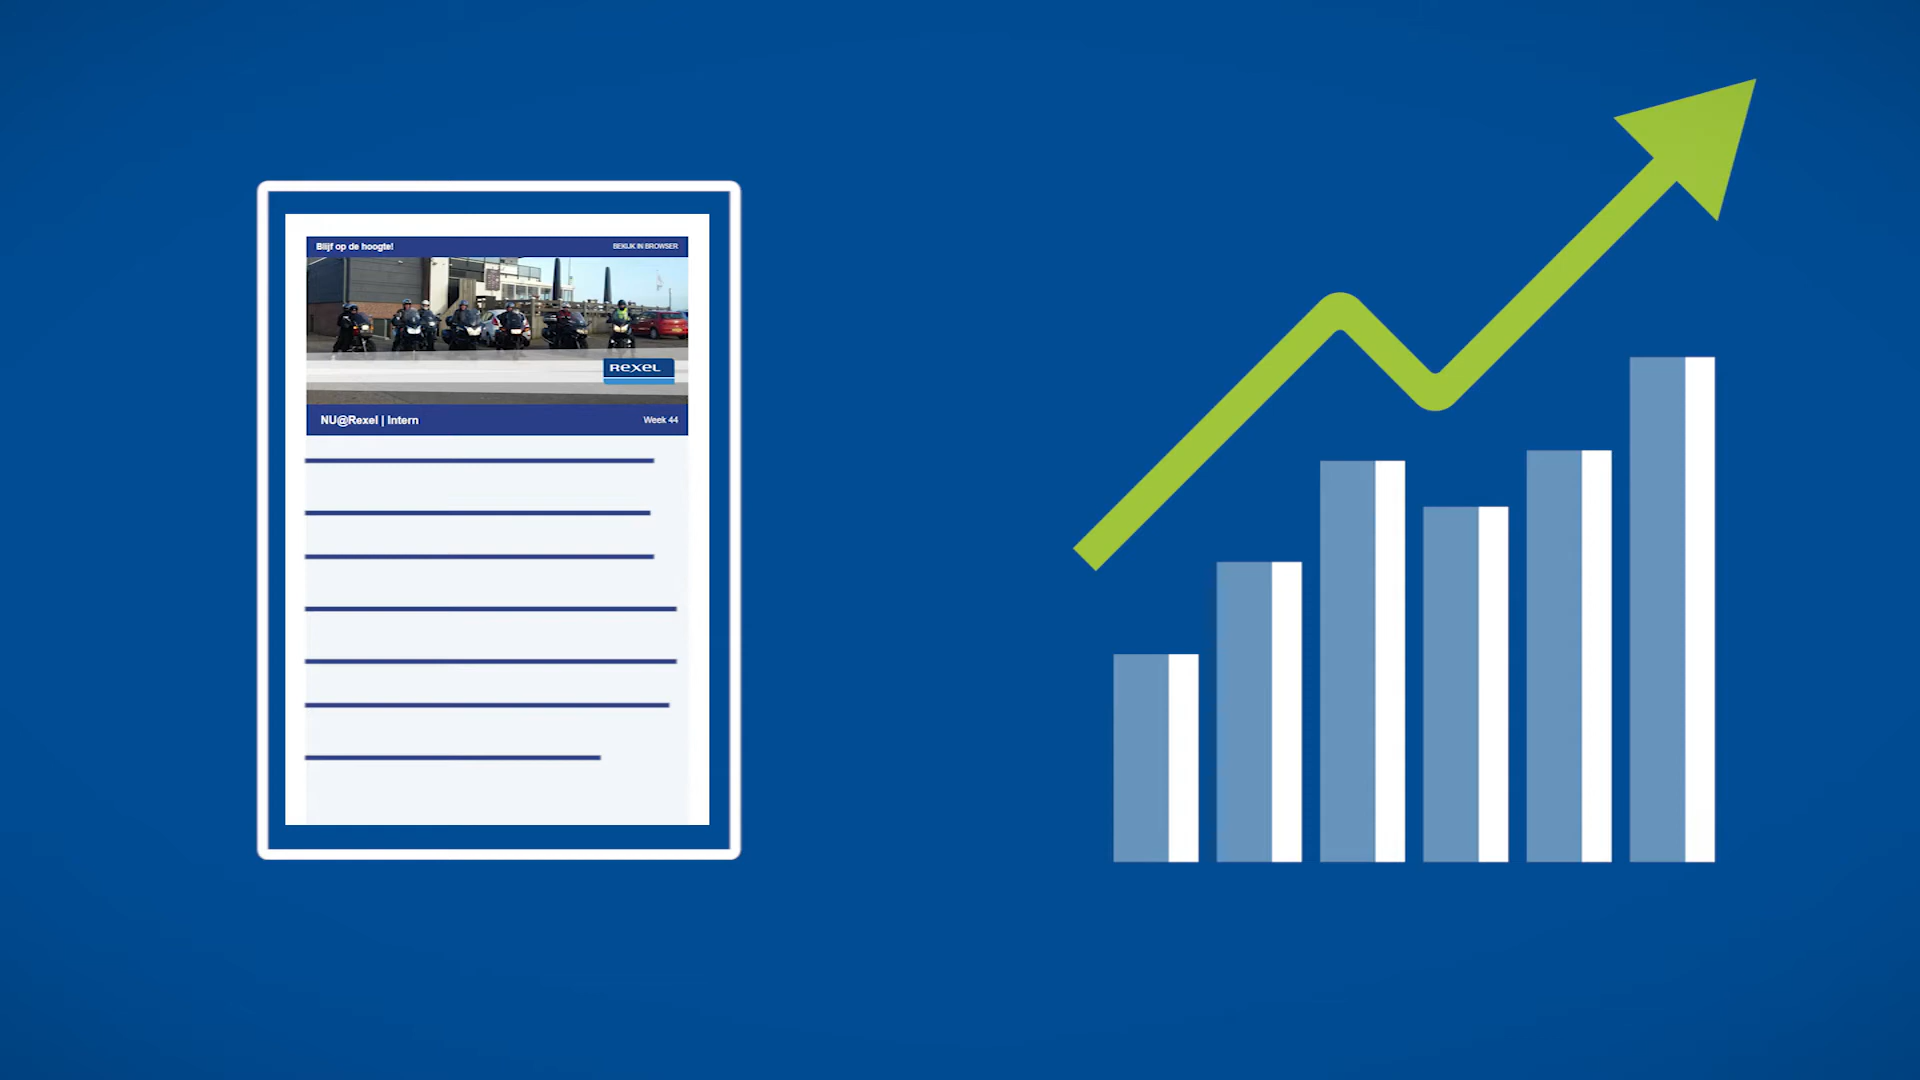 Blijf op de hoogte!
BEKIJK IN BROWSER
REXEL
NU@Rexel | Intern
Week 44